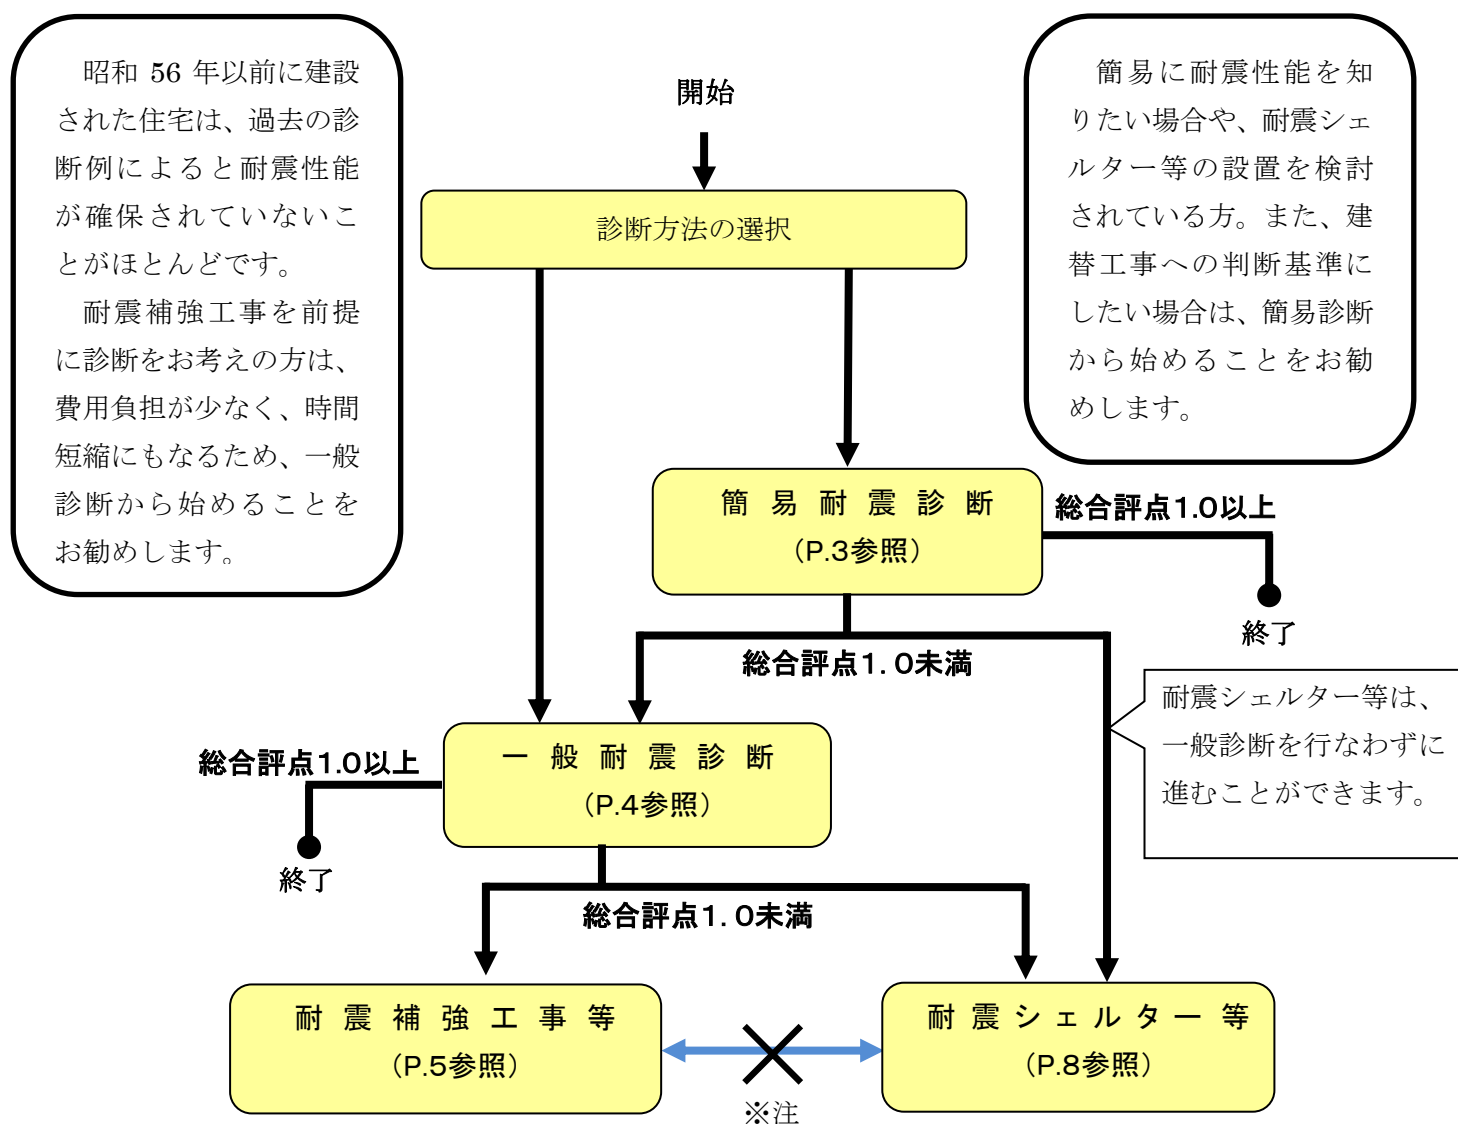 昭和 56 年以前に建設
された住宅は、過去の診
断例によると耐震性能
が確保されていないこ
とがほとんどです。
耐震補強工事を前提
に診断をお考えの方は、
費用負担が少なく、時間
短縮にもなるため、一般
診断から始めることを
お勧めします。
開始
簡易に耐震性能を知
りたい場合や、耐震シェ
ルター等の設置を検討
されている方。また、建
替工事への判断基準に
したい場合は、簡易診断
から始めることをお勧
めします。
診断方法の選択
簡易耐震診断
（P.3参照）
総合評点1.0以上
終了
総合評点1.0未満
耐震シェルター等は、
一般診断を行なわずに
進むことができます。
一般耐震診断
（P.4参照）
総合評点1.0以上
終了
総合評点1.0未満
耐震補強工事等
（P.5参照）
耐震シェルター等
（P.8参照）
※注